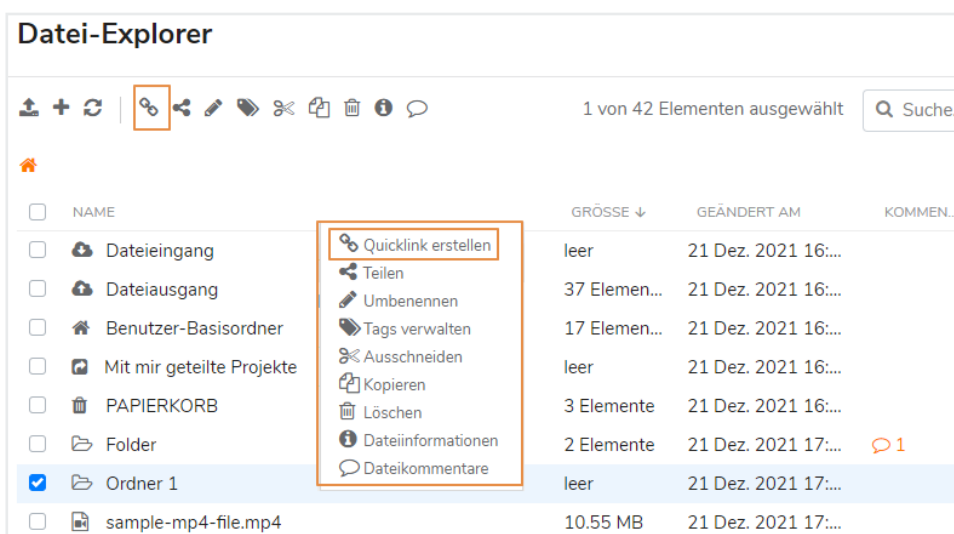 Datei-Explorer
1 von 42 Elementen ausgewählt
Suche
NAME GRÖSSE ↓ GEÄNDERT AM KOMMEN...
Dateieingang leer 21 Dez. 2021 16:...
Dateiausgang 37 Elemen... 21 Dez. 2021 16:...
Benutzer-Basisordner 17 Elemen... 21 Dez. 2021 16:...
Mit mir geteilte Projekte leer 21 Dez. 2021 16:...
PAPIERKORB 3 Elemente 21 Dez. 2021 16:...
Folder 2 Elemente 21 Dez. 2021 17:... 1
Ordner 1 leer 21 Dez. 2021 17:...
sample-mp4-file.mp4 10.55 MB 21 Dez. 2021 17:...
Quicklink erstellen
Teilen
Umbenennen
Tags verwalten
Ausschneiden
Kopieren
Löschen
Dateiinformationen
Dateikommentare